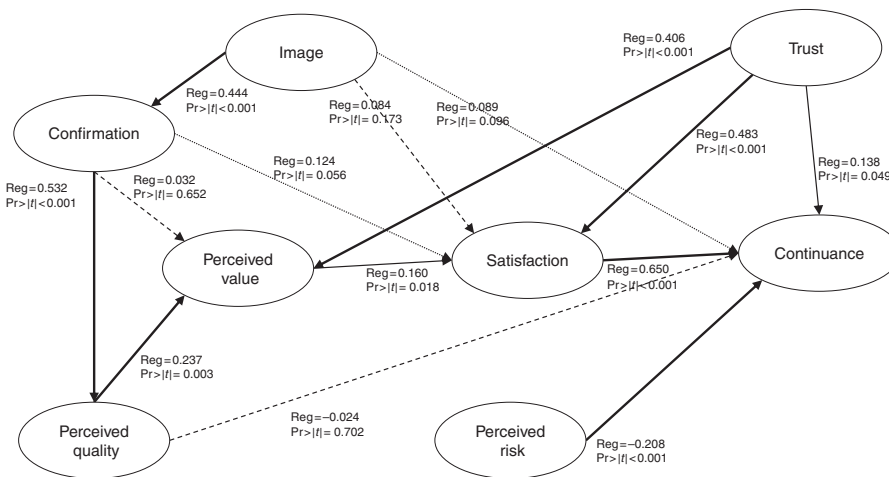 Image
Trust
Reg=0.406
Pr>|t|<0.001
Reg=0.444
Pr>|t|<0.001
Reg=0.084
Pr>|t|= 0.173
Reg=0.089
Pr>|t|= 0.096
Confirmation
Reg=0.483
Pr>|t|<0.001
Reg=0.124
Pr>|t|= 0.056
Reg=0.138
Pr>|t|= 0.049
Reg=0.532
Pr>|t|<0.001
Reg=0.032
Pr>|t|= 0.652
Perceived
value
Satisfaction
Continuance
Reg=0.160
Pr>|t|= 0.018
Reg=0.650
Pr>|t|<0.001
Reg=0.237
Pr>|t|= 0.003
Reg=–0.024
Pr>|t|= 0.702
Perceived
quality
Perceived
risk
Reg=–0.208
Pr>|t|<0.001